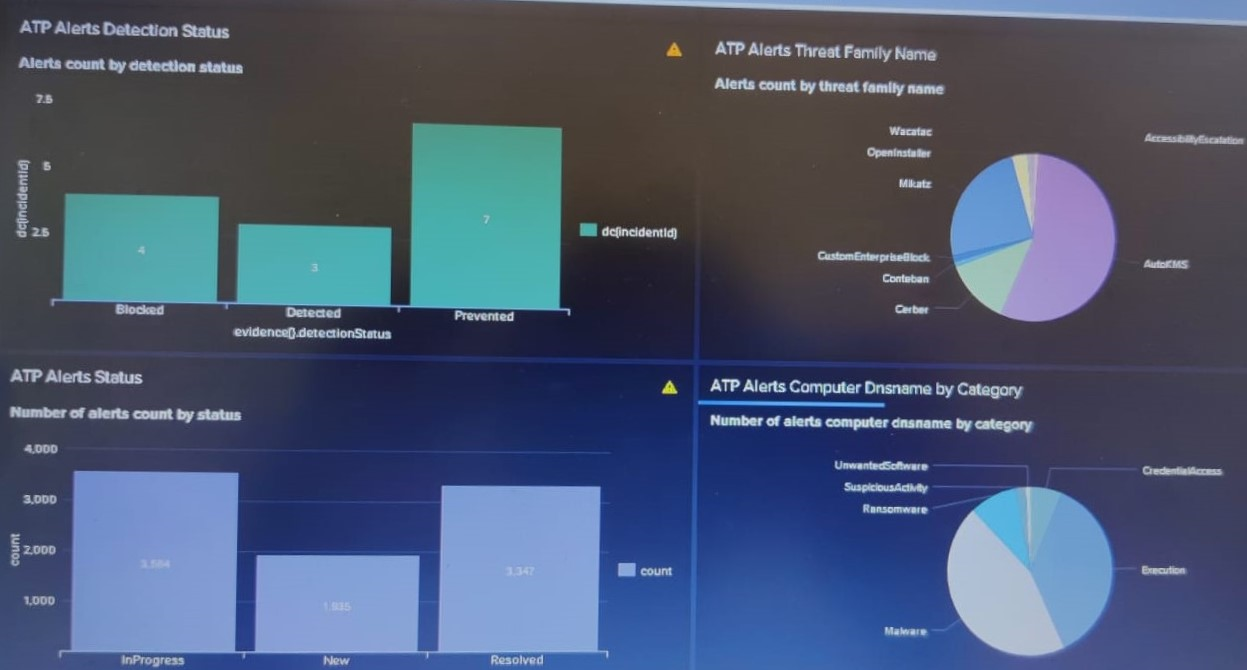 ATP Alerts Detection Status
Alerts count by detection status
7.5
5
2.5
dc(incidentId)
4
3
7
Blocked
Detected
Prevented
evidence{}.detectionStatus
dc(incidentId)
ATP Alerts Threat Family Name
Alerts count by threat family name
Wacatac
OpenInstaller
Mikatz
CustomEnterpriseBlock
Conteban
Cerber
AccessibilityEscalation
AutoKMS
ATP Alerts Status
Number of alerts count by status
4,000
3,000
2,000
1,000
count
1,935
3,347
InProgress
New
Resolved
count
ATP Alerts Computer Dnsname by Category
Number of alerts computer dnsname by category
UnwantedSoftware
SuspiciousActivity
Ransomware
Malware
CredentialAccess
Execution